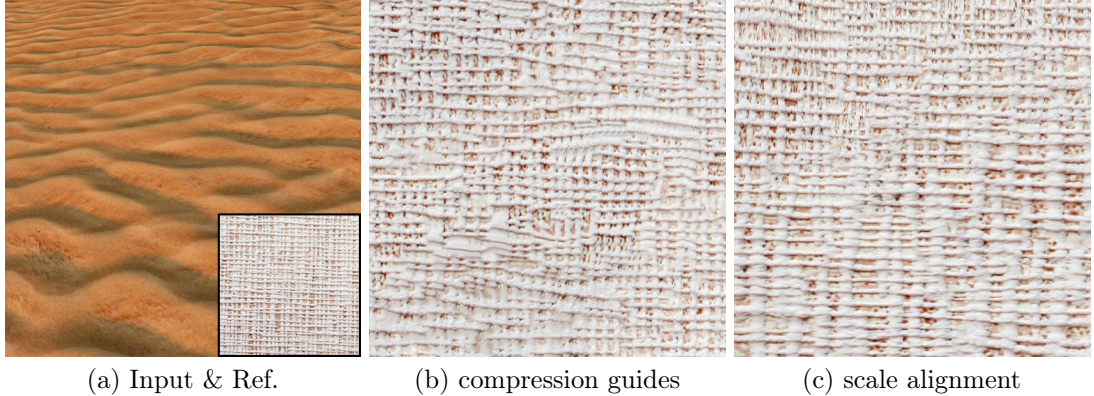 (a) Input & Ref.
(b) compression guides
(c) scale alignment